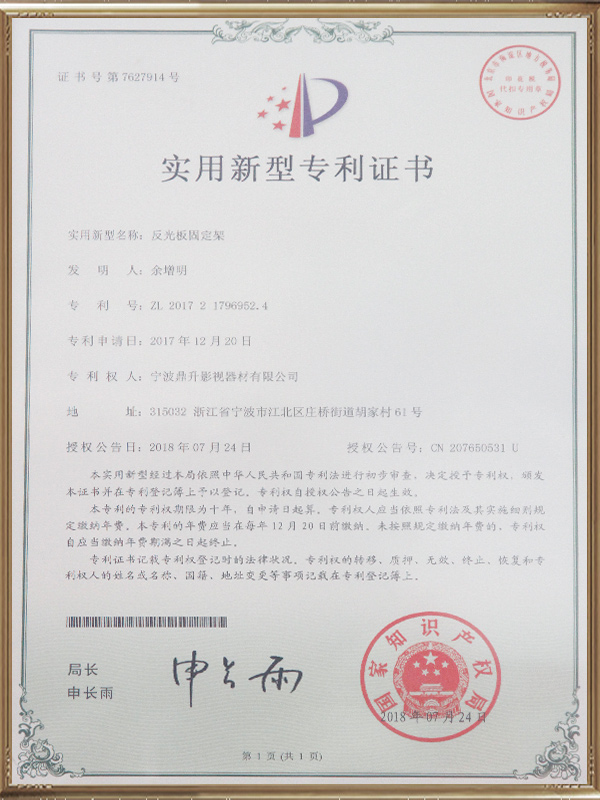 证书号第7627914号
代码专用章
实用新型专利证书
实用新型名称：反光板固定架
发明人：余增明
专利号：ZL 2017 2 1796952.4
专利申请日：2017年12月20日
专利权人：宁波鼎升影视器材有限公司
地址：315032 浙江省宁波市江北区庄桥街道胡家村61号
授权公告日：2018年07月24日 授权公告号：CN 207650531 U
本实用新型经过本局依照中华人民共和国专利法进行初步审查，决定授予专利权，颁发
本证书并在专利登记簿上予以登记。专利权自授权公告之日起生效。
本专利的专利权期限为十年，自申请日起算。专利权人应当依照专利法及其实施细则规
定缴纳年费。本专利的年费应当在每年12月20日前缴纳。未按照规定缴纳年费的，专利权
自应当缴纳年费期满之日起终止。
专利证书记载专利权登记时的法律状况。专利权的转移、质押、无效、终止、恢复和专
利权人的姓名或名称、国籍、地址变更等事项记载在专利登记簿上。
局长
申长雨
申长雨
国家知识产权局
2018年07月24日
第1页(共1页)